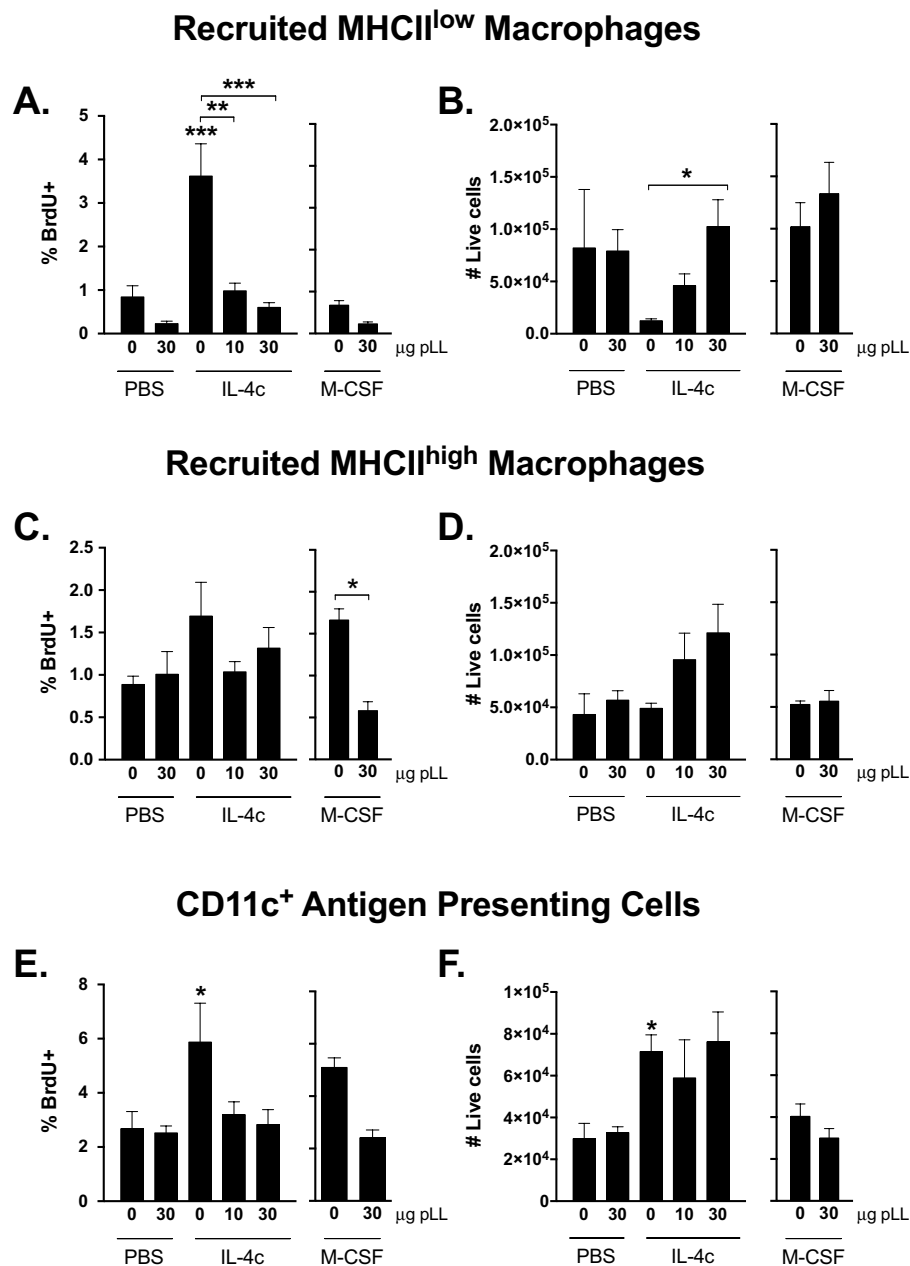 Recruited MHCII^low Macrophages
A.
***
**
***
5
4
3
2
1
0
% BrdU+
0 30 0 10 30 0 30 µg pLL
PBS IL-4c M-CSF
B.
*
2.0×10^5
1.5×10^5
1.0×10^5
5.0×10^4
0.0
# Live cells
0 30 0 10 30 0 30 µg pLL
PBS IL-4c M-CSF
Recruited MHCII^high Macrophages
C.
*
2.5
2.0
1.5
1.0
0.5
0.0
% BrdU+
0 30 0 10 30 0 30 µg pLL
PBS IL-4c M-CSF
D.
2.0×10^5
1.5×10^5
1.0×10^5
5.0×10^4
0.0
# Live cells
0 30 0 10 30 0 30 µg pLL
PBS IL-4c M-CSF
CD11c^+ Antigen Presenting Cells
E.
*
8
6
4
2
0
% BrdU+
0 30 0 10 30 0 30 µg pLL
PBS IL-4c M-CSF
F.
*
1×10^5
8×10^4
6×10^4
4×10^4
2×10^4
0
# Live cells
0 30 0 10 30 0 30 µg pLL
PBS IL-4c M-CSF